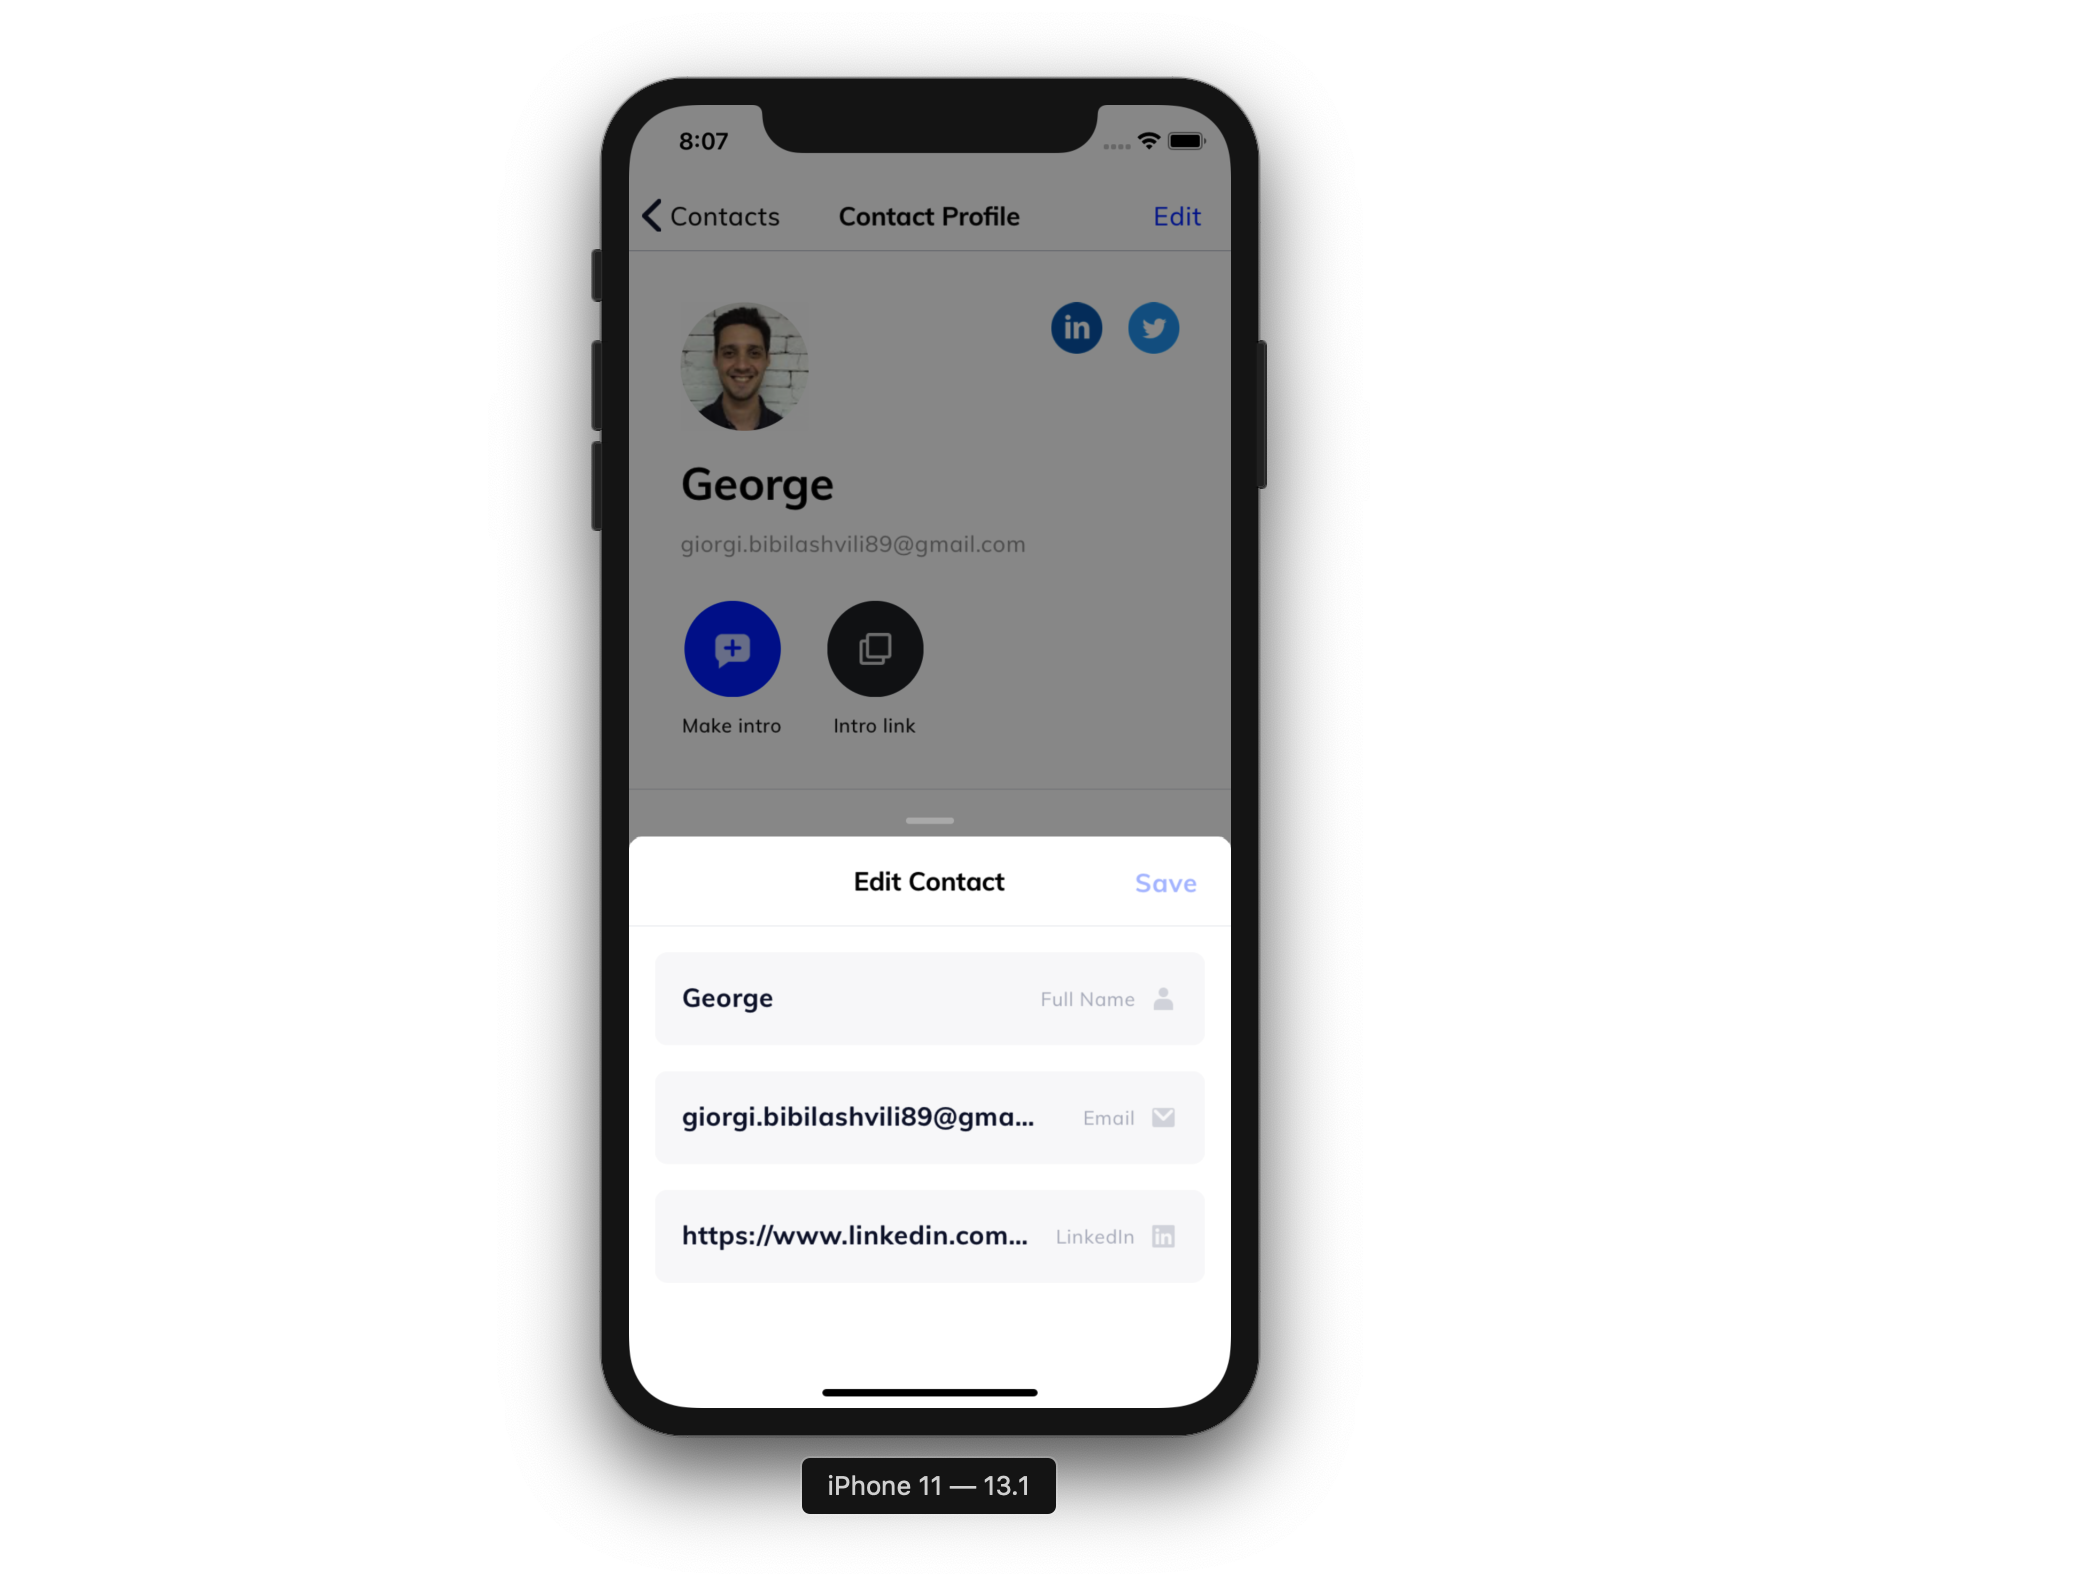 8:07
Contacts
Contact Profile
Edit
in
George
giorgi.bibilashvili89@gmail.com
Make intro
Intro link
Edit Contact
Save
George
Full Name
giorgi.bibilashvili89@gma...
Email
https://www.linkedin.com...
LinkedIn
in
iPhone 11 — 13.1